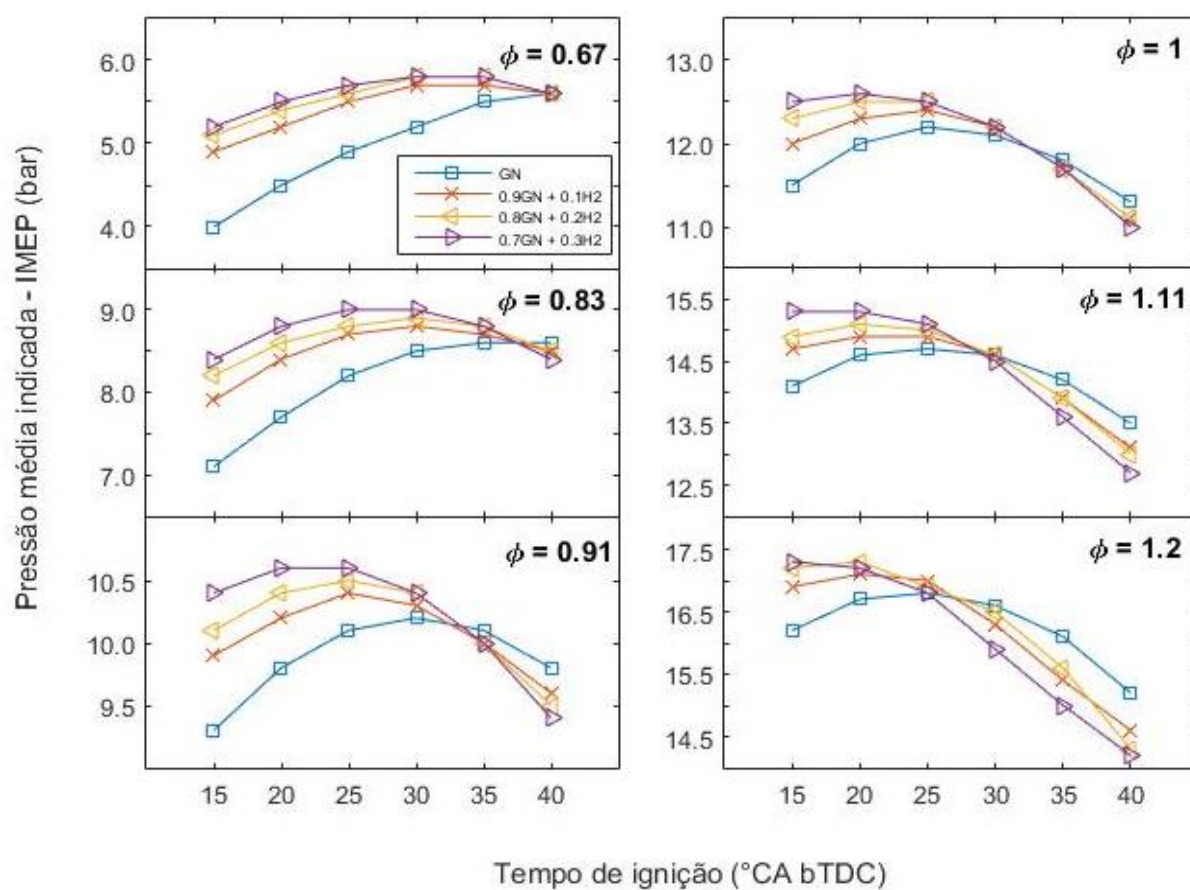 Pressão média indicada - IMEP (bar)
6.0
5.0
4.0
ϕ = 0.67
GN
0.9GN + 0.1H2
0.8GN + 0.2H2
0.7GN + 0.3H2
13.0
12.0
11.0
ϕ = 1
9.0
8.0
7.0
ϕ = 0.83
15.5
14.5
13.5
12.5
ϕ = 1.11
10.5
10.0
9.5
ϕ = 0.91
15 20 25 30 35 40
17.5
16.5
15.5
14.5
ϕ = 1.2
15 20 25 30 35 40
Tempo de ignição (°CA bTDC)